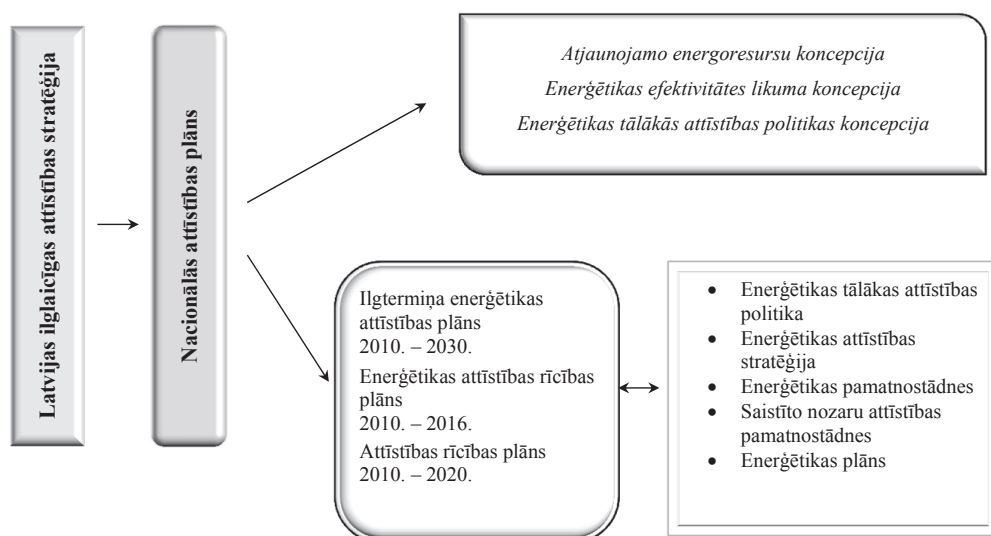 Latvijas ilglaicīgas attīstības stratēģija
Nacionālās attīstības plāns
Atjaunojamo energoresursu koncepcija
Enerģētikas efektivitātes likuma koncepcija
Enerģētikas tālākās attīstības politikas koncepcija
Ilgtermiņa enerģētikas
attīstības plāns
2010. – 2030.
Enerģētikas attīstības rīcības
plāns
2010. – 2016.
Attīstības rīcības plāns
2010. – 2020.
• Enerģētikas tālākas attīstības
politika
• Enerģētikas attīstības
stratēģija
• Enerģētikas pamatnostādnes
• Saistīto nozaru attīstības
pamatnostādnes
• Enerģētikas plāns